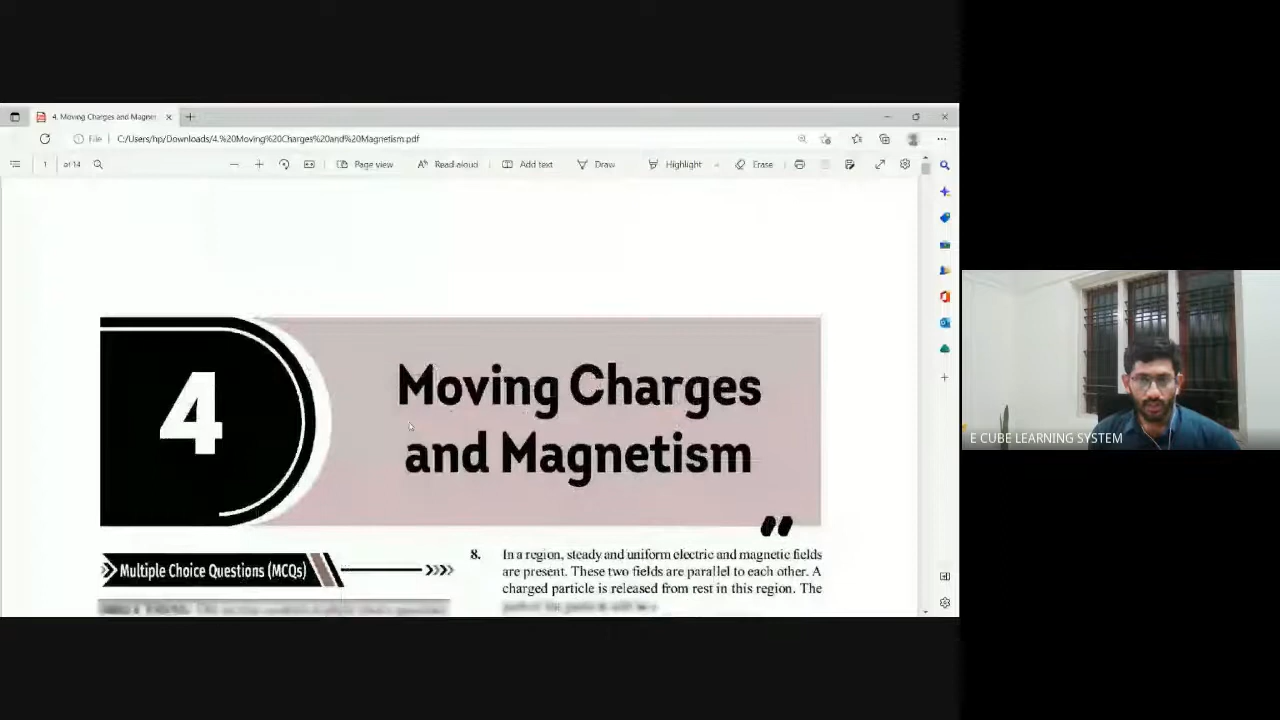 4. Moving Charges and Magnet
File
C:/Users/hp/Downloads/4.%20Moving%20Charges%20and%20Magnetism.pdf
1 of 14
Page view
Read aloud
Add text
Draw
Highlight
Erase
4
Moving Charges
and Magnetism
Multiple Choice Questions (MCQs)
8. In a region, steady and uniform electric and magnetic fields
are present. These two fields are parallel to each other. A
charged particle is released from rest in this region. The
E CUBE LEARNING SYSTEM